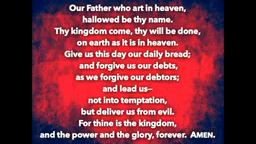 Our Father who art in heaven,
hallowed be thy name.
Thy kingdom come, thy will be done,
on earth as it is in heaven.
Give us this day our daily bread;
and forgive us our debts,
as we forgive our debtors;
and lead us—
not into temptation,
but deliver us from evil.
For thine is the kingdom,
and the power and the glory, forever. AMEN.